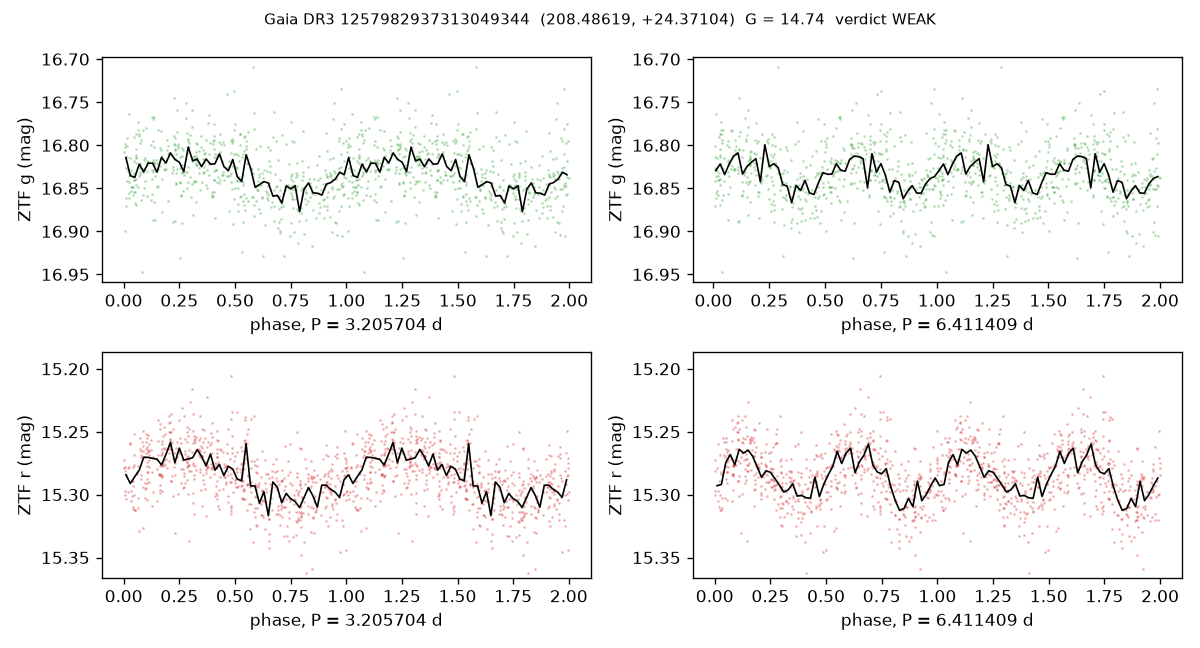 Gaia DR3 1257982937313049344 (208.48619, +24.37104) G = 14.74 verdict WEAK
16.70
16.75
16.80
16.85
16.90
16.95
ZTF g (mag)
0.00 0.25 0.50 0.75 1.00 1.25 1.50 1.75 2.00
phase, P = 3.205704 d
16.70
16.75
16.80
16.85
16.90
16.95
ZTF g (mag)
0.00 0.25 0.50 0.75 1.00 1.25 1.50 1.75 2.00
phase, P = 6.411409 d
15.20
15.25
15.30
15.35
ZTF r (mag)
0.00 0.25 0.50 0.75 1.00 1.25 1.50 1.75 2.00
phase, P = 3.205704 d
15.20
15.25
15.30
15.35
ZTF r (mag)
0.00 0.25 0.50 0.75 1.00 1.25 1.50 1.75 2.00
phase, P = 6.411409 d